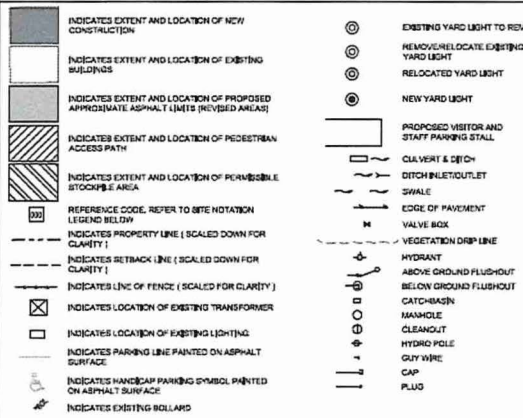 INDICATES EXTENT AND LOCATION OF NEW
CONSTRUCTION
INDICATES EXTENT AND LOCATION OF EXISTING
BUILDINGS
INDICATES EXTENT AND LOCATION OF PROPOSED
APPROXIMATE ASPHALT LIMITS (REVISED AREAS)
INDICATES EXTENT AND LOCATION OF PEDESTRIAN
ACCESS PATH
INDICATES EXTENT AND LOCATION OF PERMISSIBLE
STOCKPILE AREA
000
REFERENCE CODE, REFER TO SITE NOTATION
LEGEND BELOW
INDICATES PROPERTY LINE ( SCALED DOWN FOR
CLARITY )
INDICATES SETBACK LINE ( SCALED DOWN FOR
CLARITY )
INDICATES LINE OF FENCE ( SCALED FOR CLARITY )
INDICATES LOCATION OF EXISTING TRANSFORMER
INDICATES LOCATION OF EXISTING LIGHTING
INDICATES PARKING LINE PAINTED ON ASPHALT
SURFACE
INDICATES HANDICAP PARKING SYMBOL PAINTED
ON ASPHALT SURFACE
INDICATES EXISTING BOLLARD
EXISTING YARD LIGHT TO REM
REMOVE/RELOCATE EXISTING
YARD LIGHT
RELOCATED YARD LIGHT
NEW YARD LIGHT
PROPOSED VISITOR AND
STAFF PARKING STALL
CULVERT & DITCH
DITCH INLET/OUTLET
SWALE
EDGE OF PAVEMENT
VALVE BOX
VEGETATION DRIP LINE
HYDRANT
ABOVE GROUND FLUSHOUT
BELOW GROUND FLUSHOUT
CATCHBASIN
MANHOLE
CLEANOUT
HYDRO POLE
GUY WIRE
CAP
PLUG